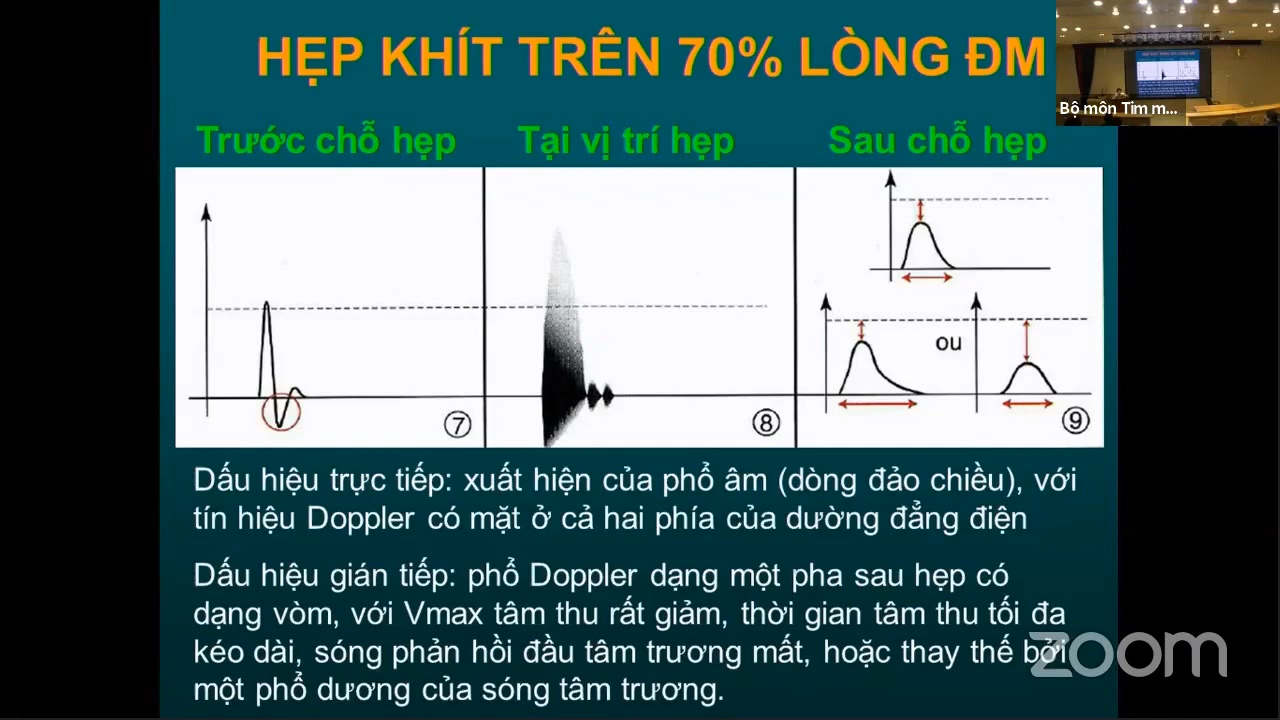 HẸP KHÍT TRÊN 70% LÒNG ĐM
Bộ môn Tim m...
Trước chỗ hẹp
Tại vị trí hẹp
Sau chỗ hẹp
ou
⑦
⑧
⑨
Dấu hiệu trực tiếp: xuất hiện của phổ âm (dòng đảo chiều), với
tín hiệu Doppler có mặt ở cả hai phía của dường đẳng điện
Dấu hiệu gián tiếp: phổ Doppler dạng một pha sau hẹp có
dạng vòm, với Vmax tâm thu rất giảm, thời gian tâm thu tối đa
kéo dài, sóng phản hồi đầu tâm trương mất, hoặc thay thế bởi
một phổ dương của sóng tâm trương.
zoom